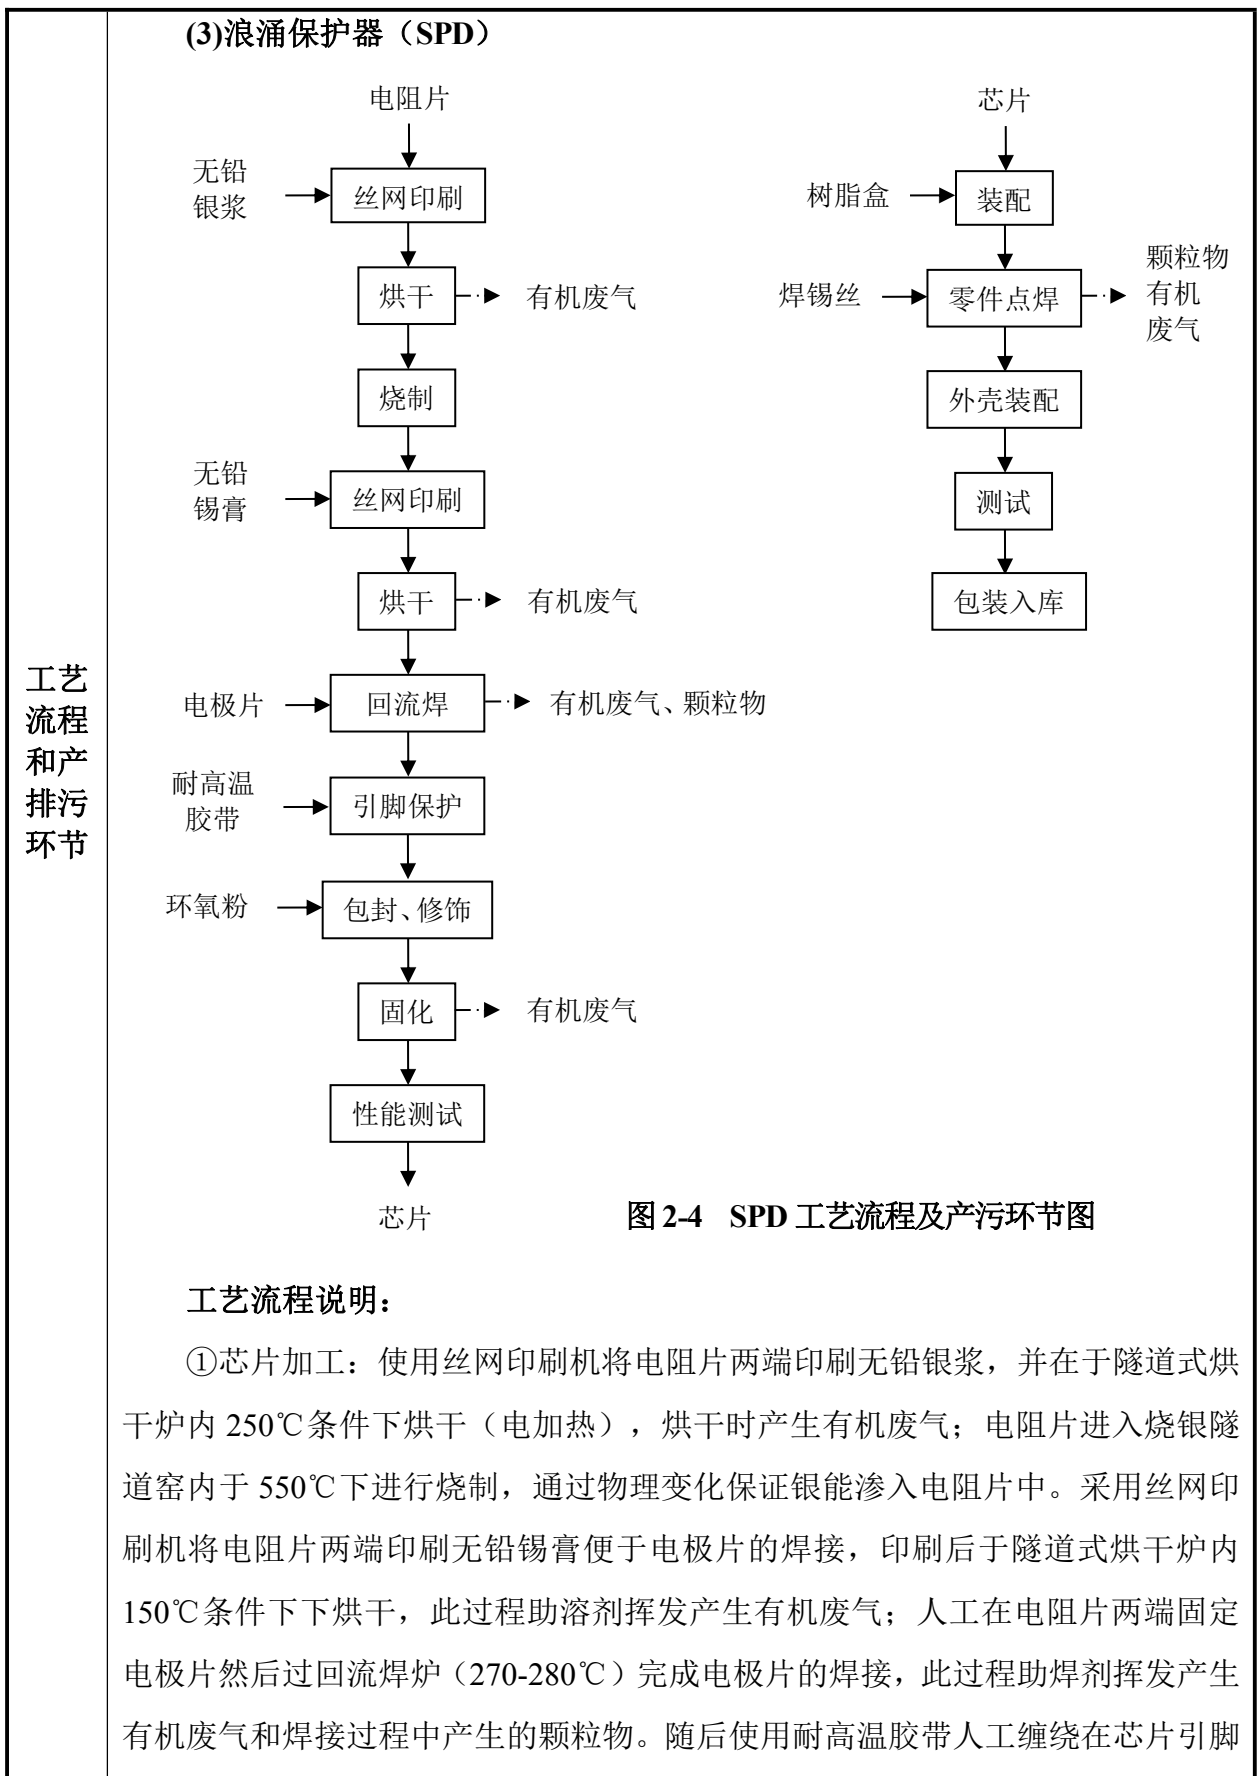 (3)浪涌保护器（SPD）
电阻片
无铅
银浆
丝网印刷
烘干
有机废气
烧制
无铅
锡膏
丝网印刷
烘干
有机废气
电极片
回流焊
有机废气、颗粒物
耐高温
胶带
引脚保护
环氧粉
包封、修饰
固化
有机废气
性能测试
芯片
芯片
树脂盒
装配
焊锡丝
零件点焊
颗粒物
有机
废气
外壳装配
测试
包装入库
工艺
流程
和产
排污
环节
图 2-4 SPD 工艺流程及产污环节图
工艺流程说明：
①芯片加工：使用丝网印刷机将电阻片两端印刷无铅银浆，并在于隧道式烘
干炉内 250℃条件下烘干（电加热），烘干时产生有机废气；电阻片进入烧银隧
道窑内于 550℃下进行烧制，通过物理变化保证银能渗入电阻片中。采用丝网印
刷机将电阻片两端印刷无铅锡膏便于电极片的焊接，印刷后于隧道式烘干炉内
150℃条件下下烘干，此过程助溶剂挥发产生有机废气；人工在电阻片两端固定
电极片然后过回流焊炉（270-280℃）完成电极片的焊接，此过程助焊剂挥发产生
有机废气和焊接过程中产生的颗粒物。随后使用耐高温胶带人工缠绕在芯片引脚